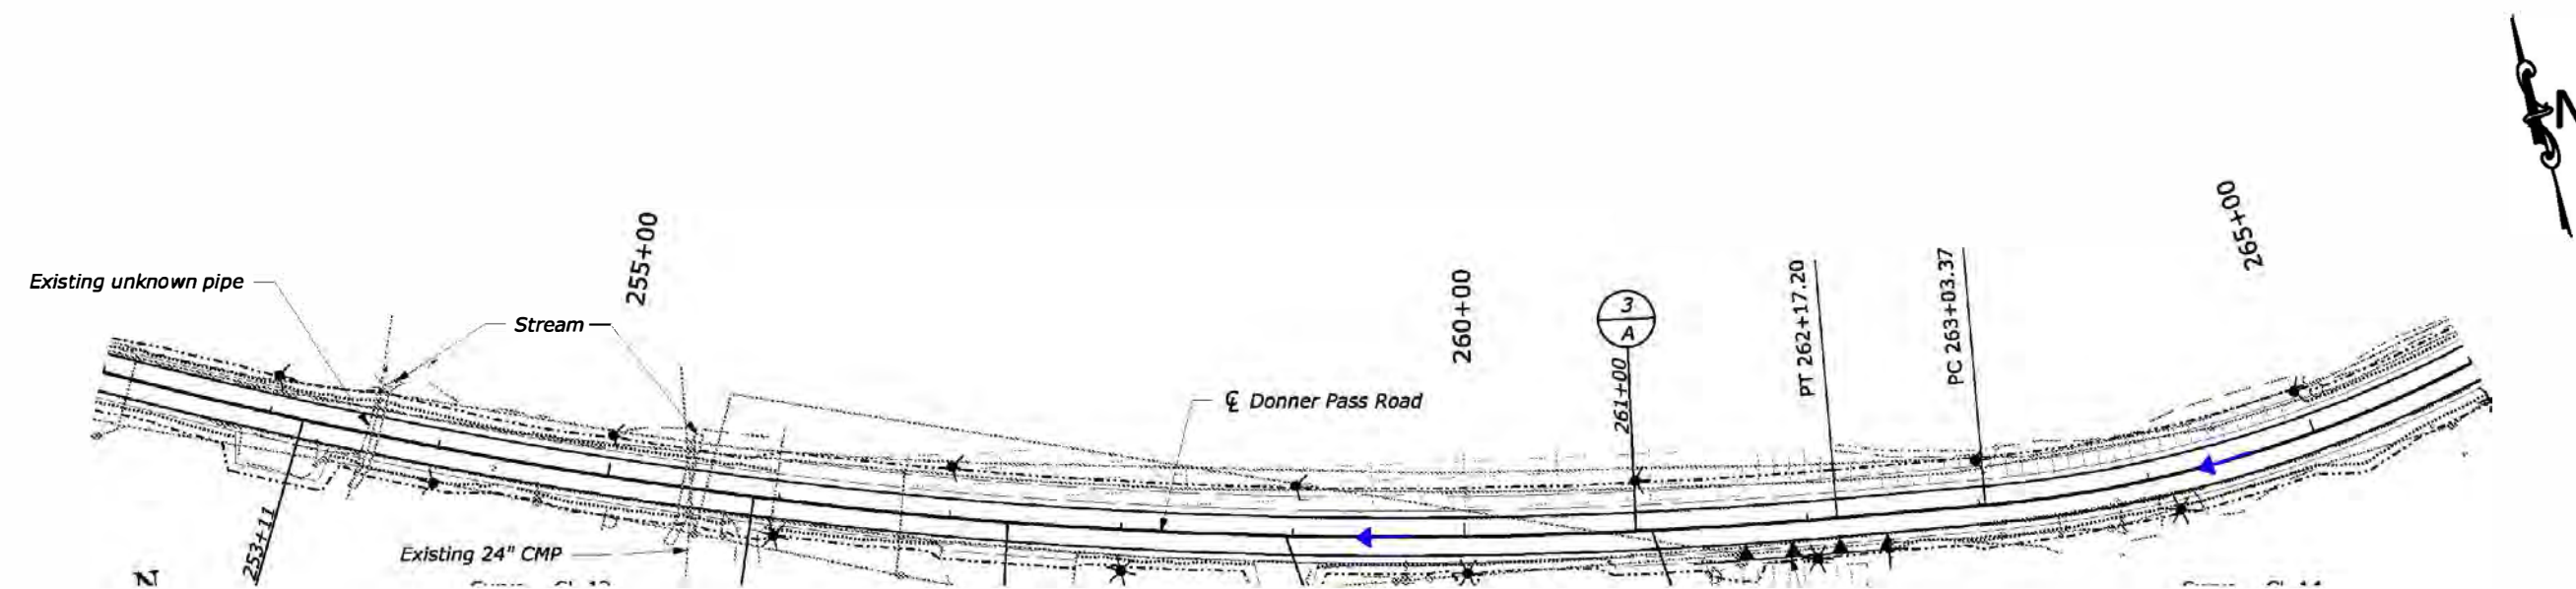 N
265+00
255+00
PC 263+03.37
PT 262+17.20
260+00
Existing unknown pipe
3
A
Stream
261+00
℄ Donner Pass Road
253+11
Existing 24" CMP
N